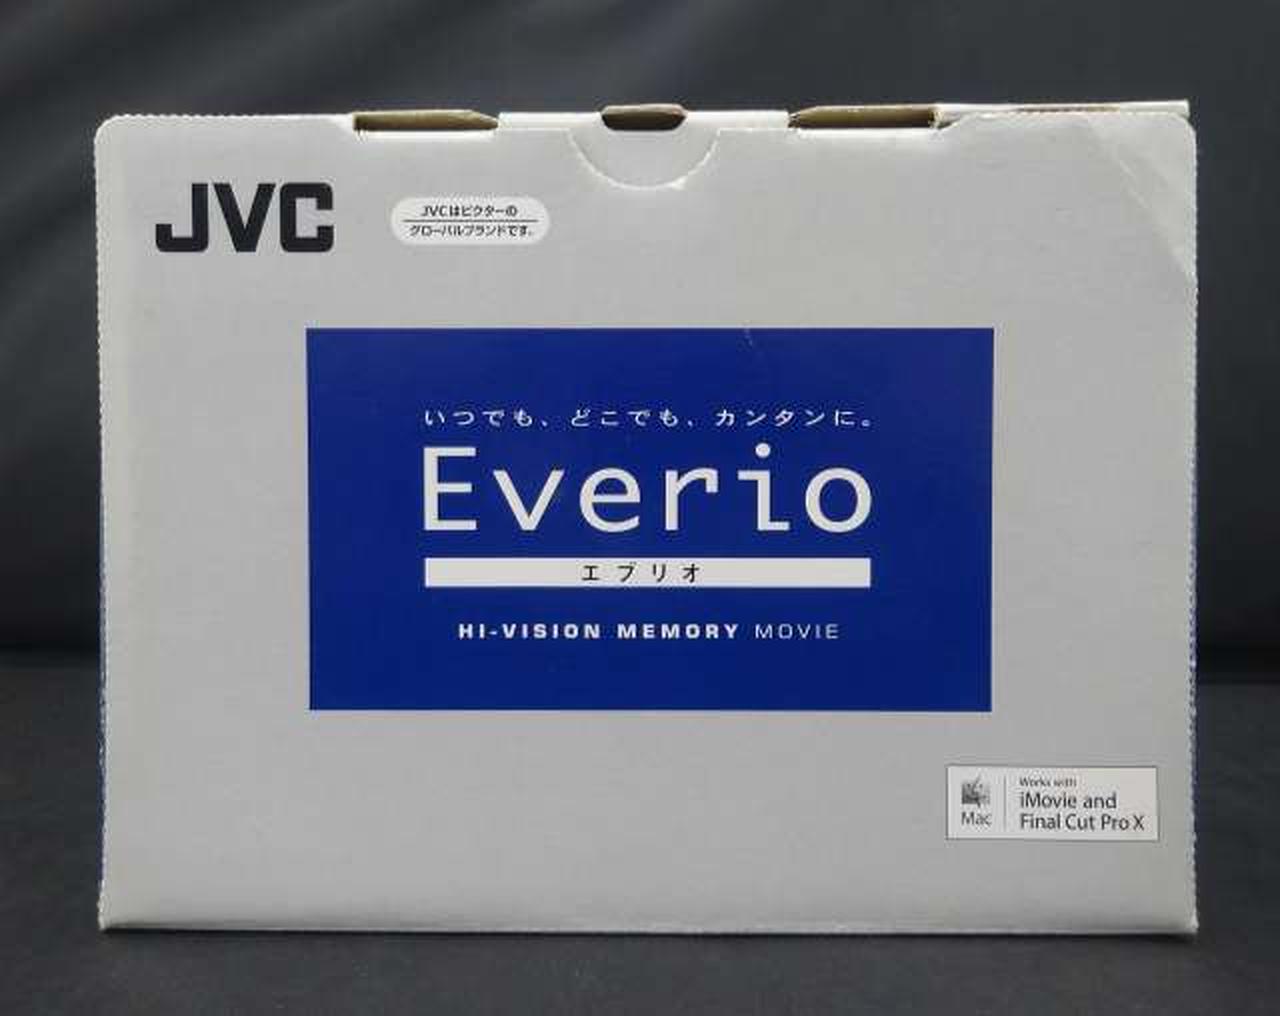 JVC
JVCはビクターの
グローバルブランドです。
いつでも、どこでも、カンタンに。
Everio
エブリオ
HI-VISION MEMORY MOVIE
Mac
Works with
iMovie and
Final Cut Pro X